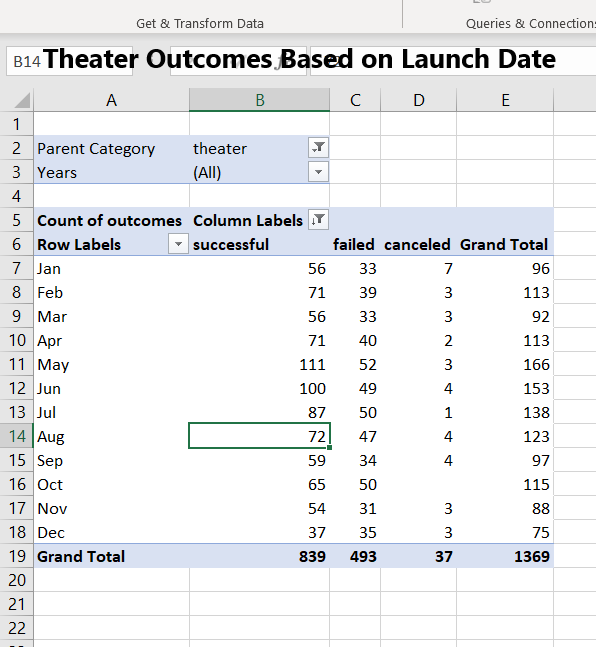 Get & Transform Data Queries & Connections
B14 Theater Outcomes Based on Launch Date
A B C D E
1
2 Parent Category theater
3 Years (All)
4
5 Count of outcomes Column Labels
6 Row Labels successful failed canceled Grand Total
7 Jan 56 33 7 96
8 Feb 71 39 3 113
9 Mar 56 33 3 92
10 Apr 71 40 2 113
11 May 111 52 3 166
12 Jun 100 49 4 153
13 Jul 87 50 1 138
14 Aug 72 47 4 123
15 Sep 59 34 4 97
16 Oct 65 50 115
17 Nov 54 31 3 88
18 Dec 37 35 3 75
19 Grand Total 839 493 37 1369
20
21
22